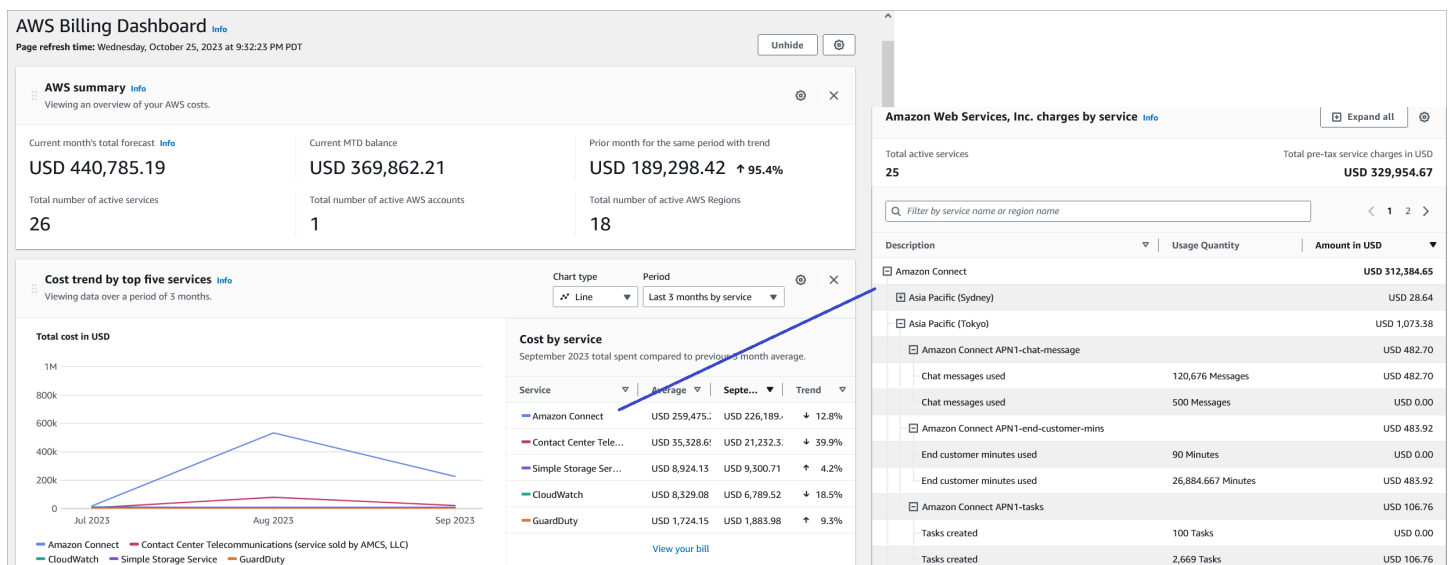 AWS Billing Dashboard Info
Page refresh time: Wednesday, October 25, 2023 at 9:32:23 PM PDT
Unhide
AWS summary Info
Viewing an overview of your AWS costs.
Current month's total forecast Info
USD 440,785.19
Current MTD balance
USD 369,862.21
Prior month for the same period with trend
USD 189,298.42 ↑ 95.4%
Total number of active services
26
Total number of active AWS accounts
1
Total number of active AWS Regions
18
Cost trend by top five services Info
Viewing data over a period of 3 months.
Chart type
Line
Period
Last 3 months by service
Total cost in USD
1M
800k
600k
400k
200k
0
Jul 2023 Aug 2023 Sep 2023
Amazon Connect Contact Center Telecommunications (service sold by AMCS, LLC)
CloudWatch Simple Storage Service GuardDuty
Cost by service
September 2023 total spent compared to previous 3 month average.
Service Average Septe... Trend
Amazon Connect USD 259,475. USD 226,189. ↓ 12.8%
Contact Center Tele... USD 35,328.6 USD 21,232.3 ↓ 39.9%
Simple Storage Ser... USD 8,924.13 USD 9,300.71 ↑ 4.2%
CloudWatch USD 8,329.08 USD 6,789.52 ↓ 18.5%
GuardDuty USD 1,724.15 USD 1,883.98 ↑ 9.3%
View your bill
Amazon Web Services, Inc. charges by service Info
Expand all
Total active services
25
Total pre-tax service charges in USD
USD 329,954.67
Filter by service name or region name
< 1 2 >
Description Usage Quantity Amount in USD
Amazon Connect USD 312,384.65
Asia Pacific (Sydney) USD 28.64
Asia Pacific (Tokyo) USD 1,073.38
Amazon Connect APN1-chat-message USD 482.70
Chat messages used 120,676 Messages USD 482.70
Chat messages used 500 Messages USD 0.00
Amazon Connect APN1-end-customer-mins USD 483.92
End customer minutes used 90 Minutes USD 0.00
End customer minutes used 26,884.667 Minutes USD 483.92
Amazon Connect APN1-tasks USD 106.76
Tasks created 100 Tasks USD 0.00
Tasks created 2,669 Tasks USD 106.76